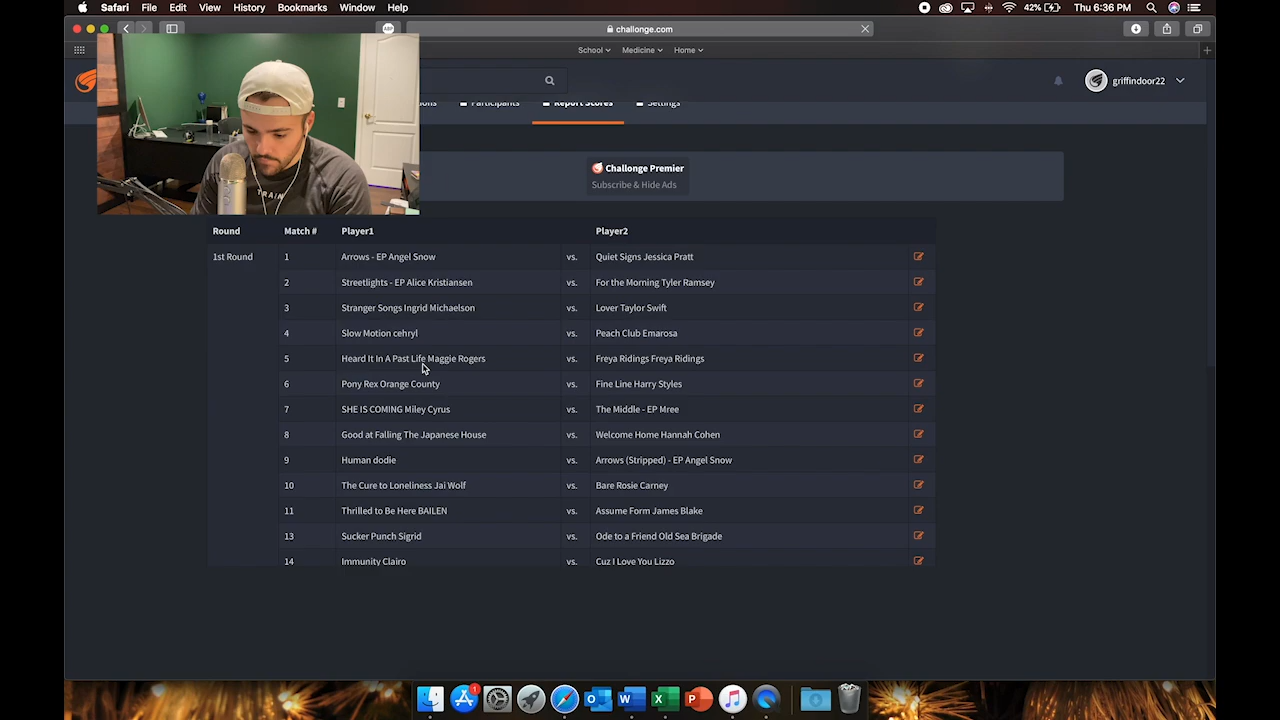 Safari File Edit View History Bookmarks Window Help 42% Thu 6:36 PM
ABP challonge.com
School Medicine Home
griffindoor22
Participants Report Scores Settings
Challonge Premier
Subscribe & Hide Ads
TRAIN
Round Match # Player1 Player2
1st Round 1 Arrows - EP Angel Snow vs. Quiet Signs Jessica Pratt
2 Streetlights - EP Alice Kristiansen vs. For the Morning Tyler Ramsey
3 Stranger Songs Ingrid Michaelson vs. Lover Taylor Swift
4 Slow Motion cehryl vs. Peach Club Emarosa
5 Heard It In A Past Life Maggie Rogers vs. Freya Ridings Freya Ridings
6 Pony Rex Orange County vs. Fine Line Harry Styles
7 SHE IS COMING Miley Cyrus vs. The Middle - EP Mree
8 Good at Falling The Japanese House vs. Welcome Home Hannah Cohen
9 Human dodie vs. Arrows (Stripped) - EP Angel Snow
10 The Cure to Loneliness Jai Wolf vs. Bare Rosie Carney
11 Thrilled to Be Here BAILEN vs. Assume Form James Blake
13 Sucker Punch Sigrid vs. Ode to a Friend Old Sea Brigade
14 Immunity Clairo vs. Cuz I Love You Lizzo
1
O W X P